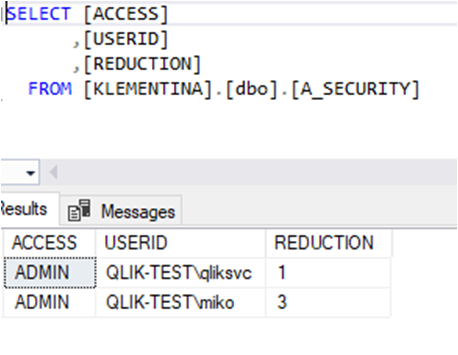 SELECT [ACCESS]
,[USERID]
,[REDUCTION]
FROM [KLEMENTINA].[dbo].[A_SECURITY]
Results Messages
ACCESS USERID REDUCTION
ADMIN QLIK-TEST\qliksvc 1
ADMIN QLIK-TEST\miko 3